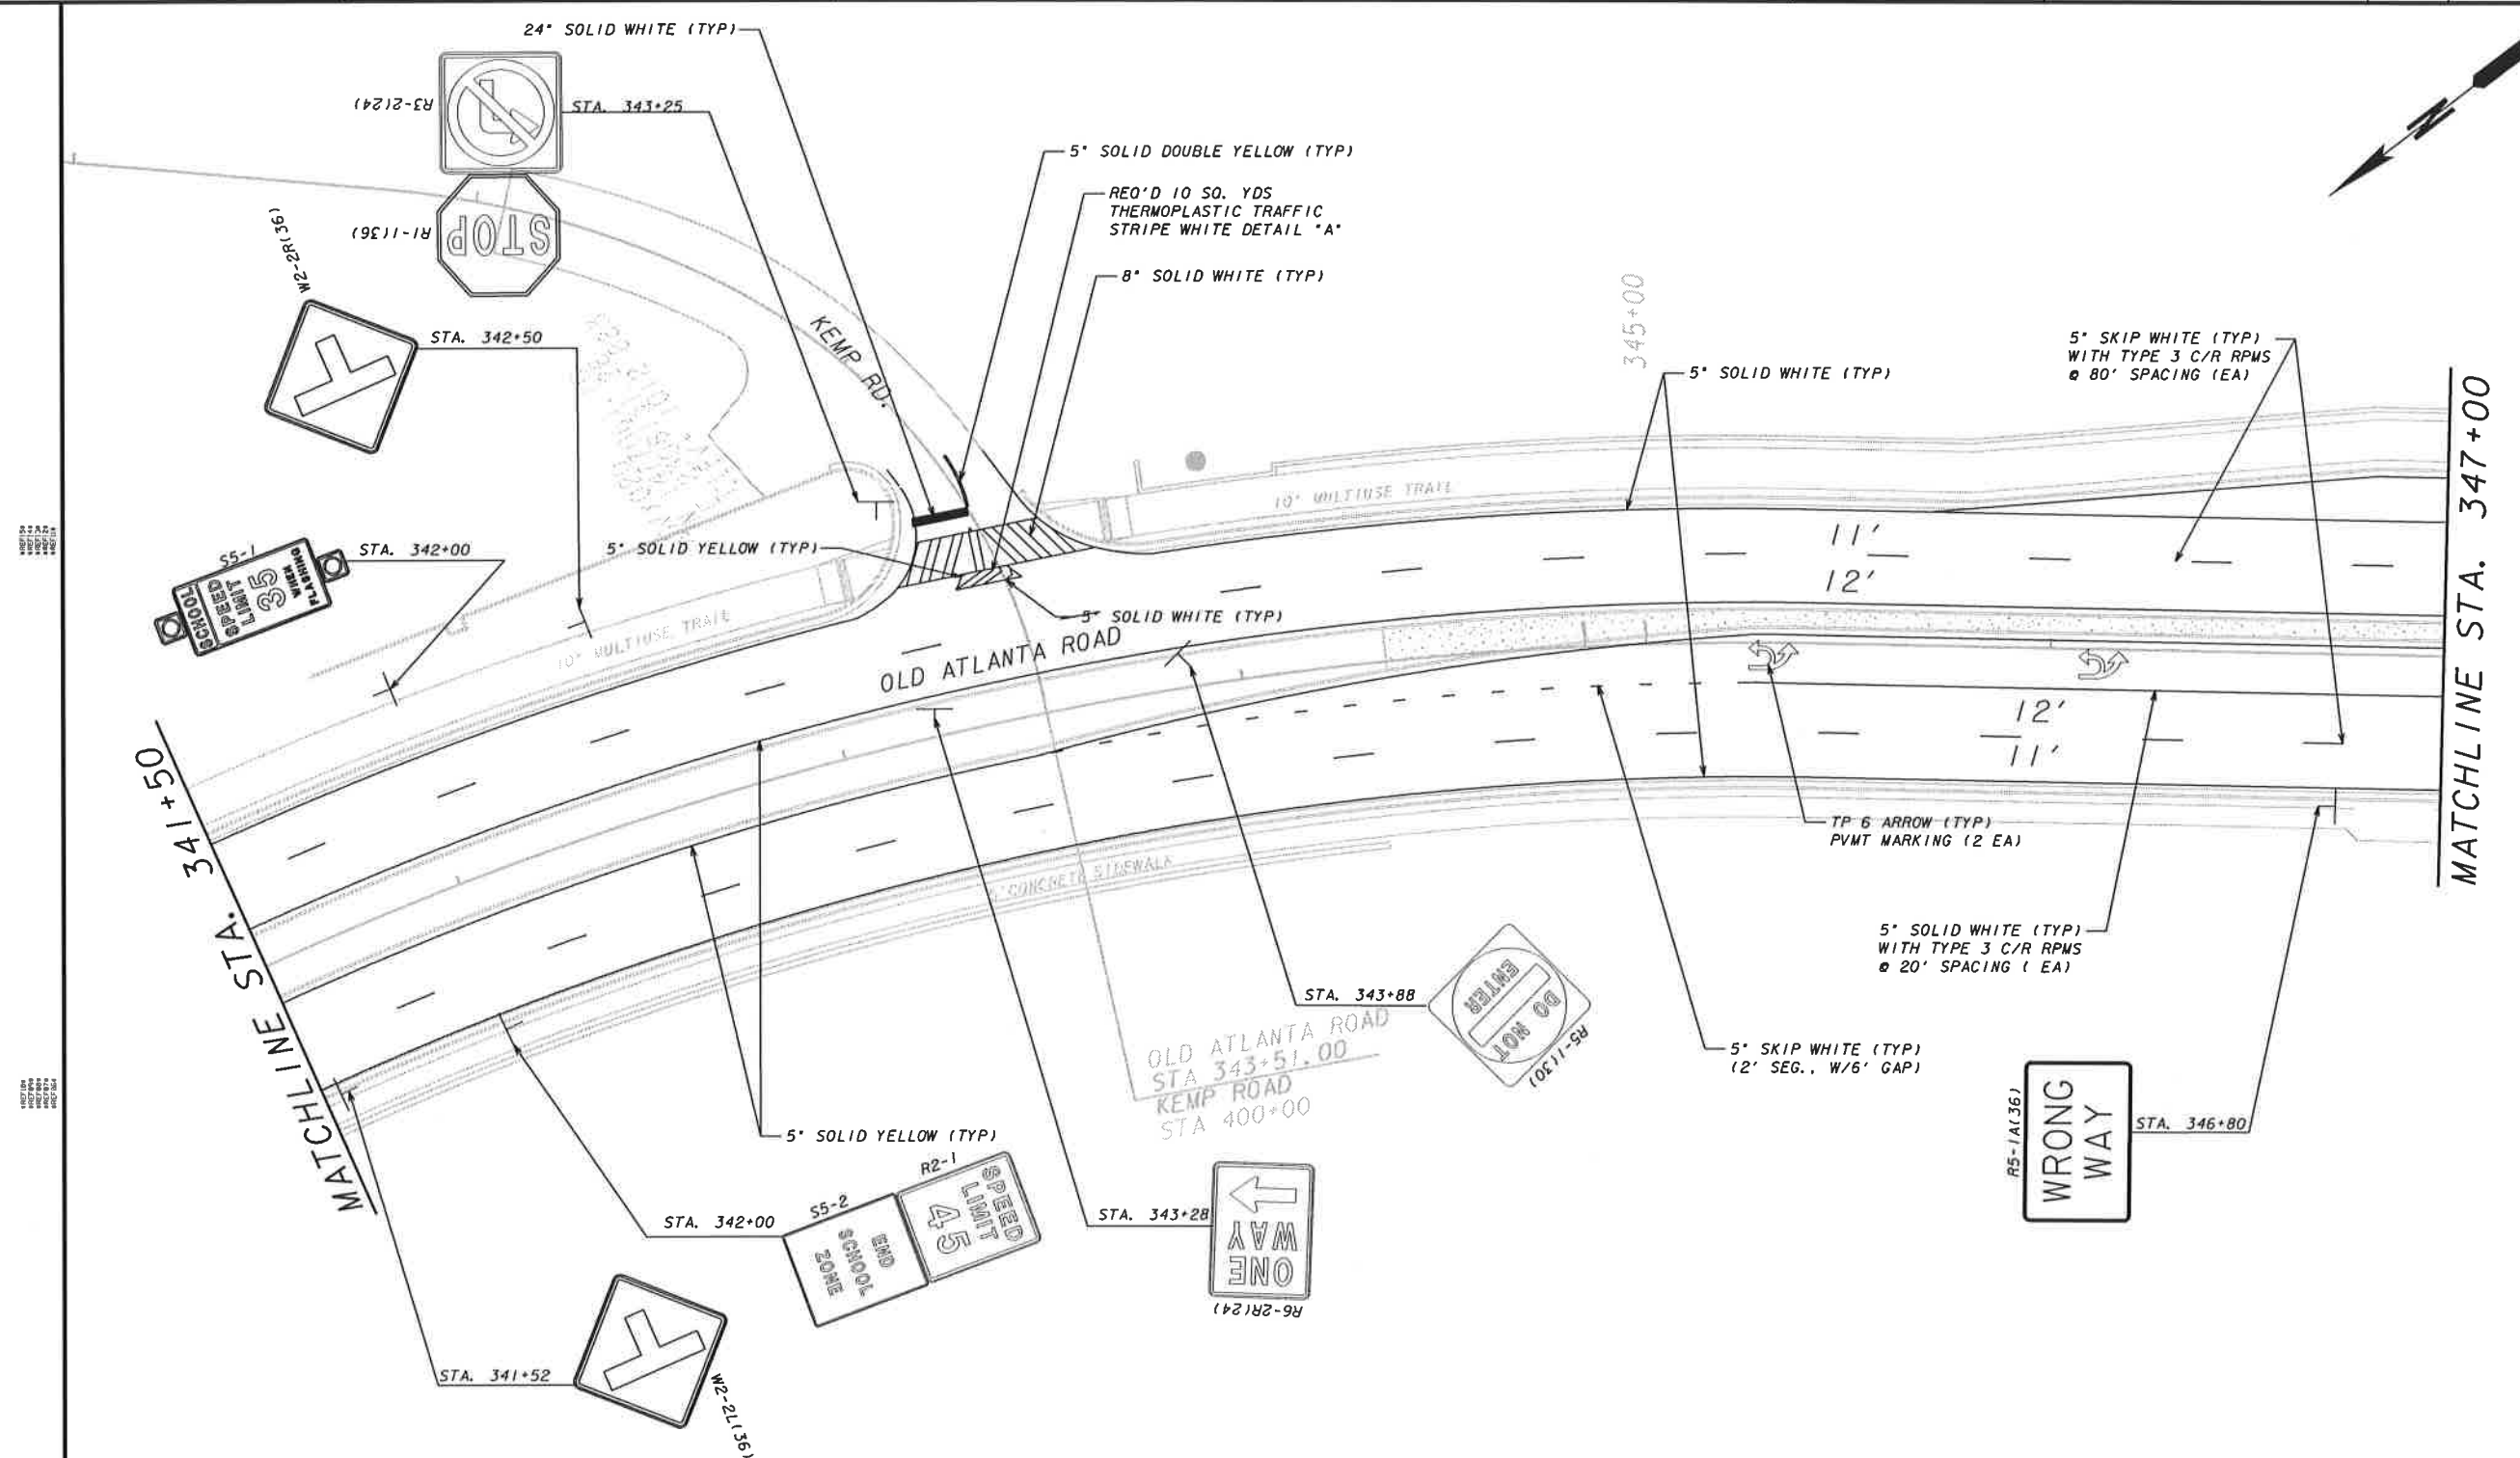 24" SOLID WHITE (TYP)
R3-2(24)
STA. 343+25
R1-1(36)
STOP
5" SOLID DOUBLE YELLOW (TYP)
REQ'D 10 SQ. YDS
THERMOPLASTIC TRAFFIC
STRIPE WHITE DETAIL "A"
8" SOLID WHITE (TYP)
N
W2-2R(36)
STA. 342+50
KEMP RD.
345+00
5" SOLID WHITE (TYP)
5" SKIP WHITE (TYP)
WITH TYPE 3 C/R RPMS
@ 80' SPACING (EA)
MATCHLINE STA. 347+00
S5-1
SCHOOL
SPEED
LIMIT
35
WHEN
FLASHING
STA. 342+00
5" SOLID YELLOW (TYP)
10' MULTIUSE TRAIL
10' MULTIUSE TRAIL
5" SOLID WHITE (TYP)
OLD ATLANTA ROAD
11'
12'
12'
11'
MATCHLINE STA. 341+50
5' CONCRETE SIDEWALK
TP 6 ARROW (TYP)
PVMT MARKING (2 EA)
5" SOLID WHITE (TYP)
WITH TYPE 3 C/R RPMS
@ 20' SPACING ( EA)
STA. 343+88
DO NOT
ENTER
R5-1(30)
5" SKIP WHITE (TYP)
(2' SEG., W/6' GAP)
OLD ATLANTA ROAD
STA 343+51.00
KEMP ROAD
STA 400+00
R5-1A(36)
WRONG
WAY
STA. 346+80
5" SOLID YELLOW (TYP)
STA. 342+00
S5-2
END
SCHOOL
ZONE
R2-1
SPEED
LIMIT
45
STA. 343+28
ONE
WAY
R6-2R(24)
STA. 341+52
W2-2L(36)